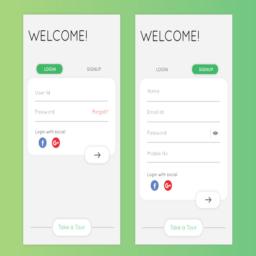 WELCOME!
LOGIN SIGNUP
User Id
Password Forgot?
Login with social
f G+
Take a Tour
WELCOME!
LOGIN SIGNUP
Name
Email Id
Password
Mobile No.
Login with social
f G+
Take a Tour